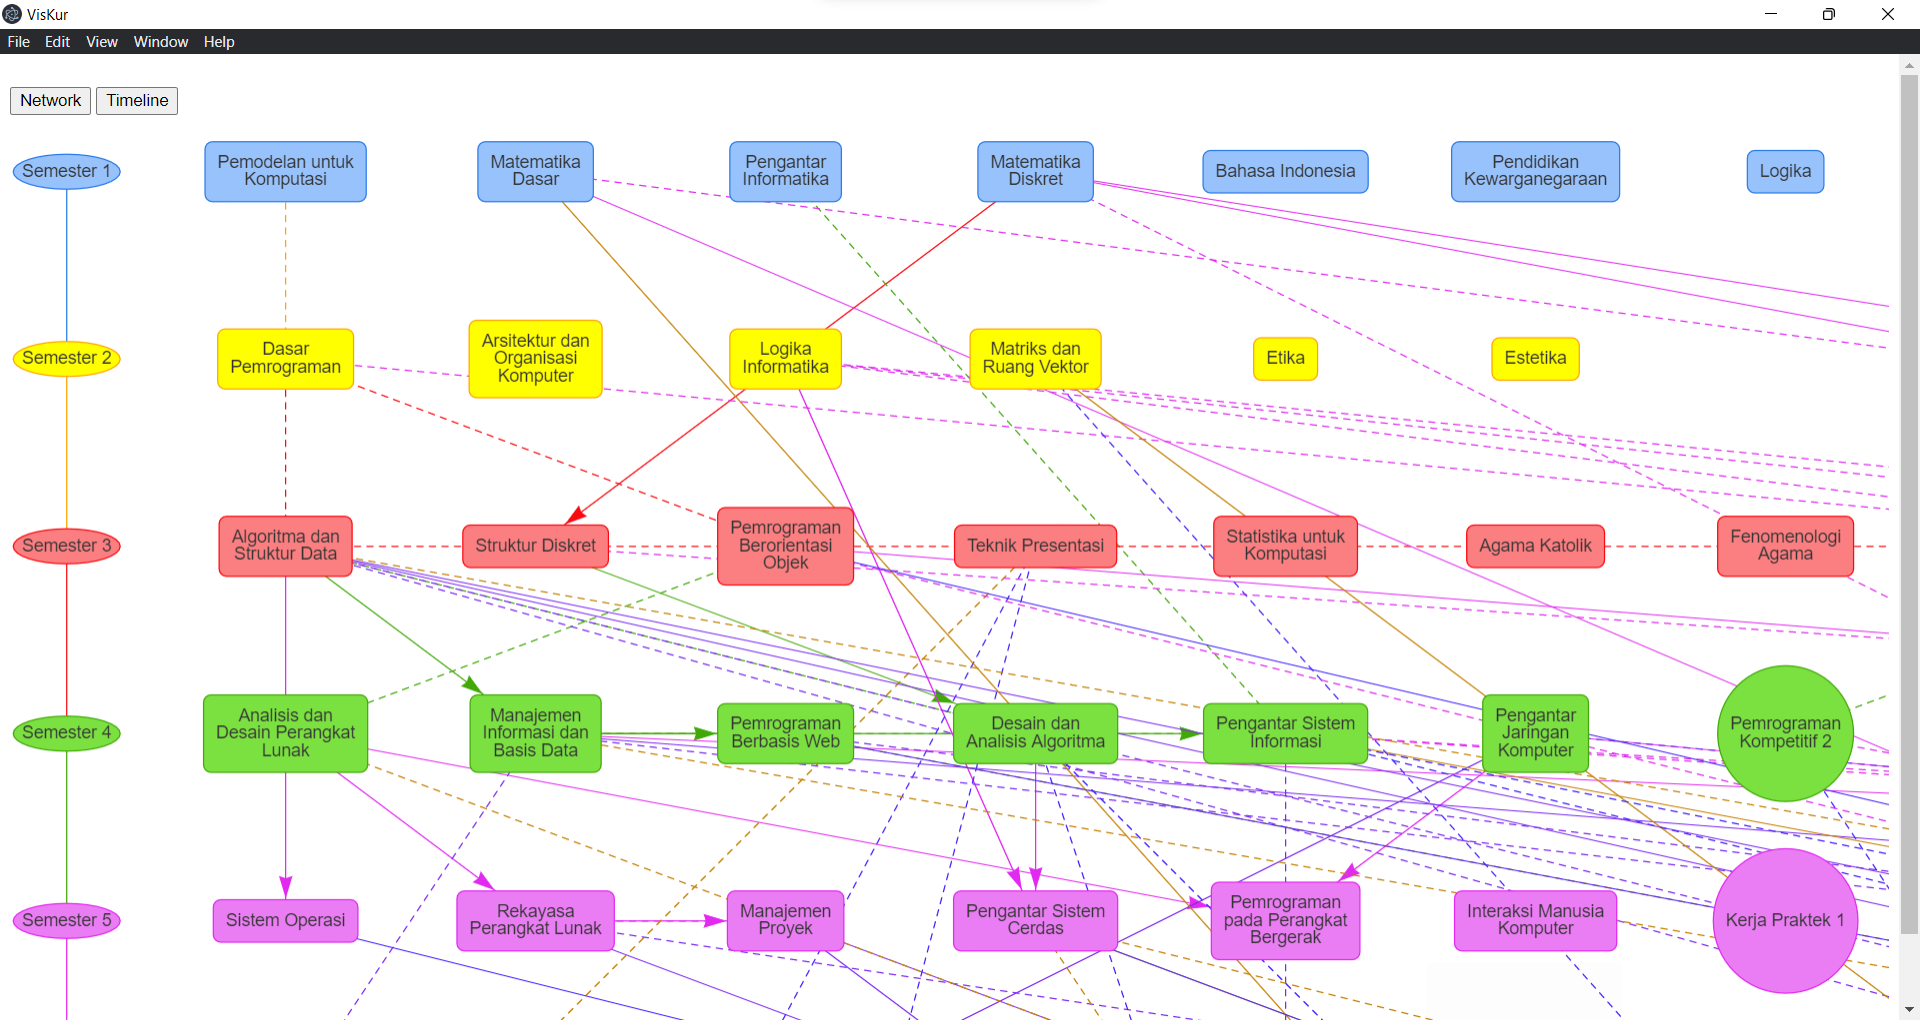 VisKur
File Edit View Window Help
Network Timeline
Semester 1
Pemodelan untuk
Komputasi
Matematika
Dasar
Pengantar
Informatika
Matematika
Diskret
Bahasa Indonesia
Pendidikan
Kewarganegaraan
Logika
Semester 2
Dasar
Pemrograman
Arsitektur dan
Organisasi
Komputer
Logika
Informatika
Matriks dan
Ruang Vektor
Etika
Estetika
Semester 3
Algoritma dan
Struktur Data
Struktur Diskret
Pemrograman
Berorientasi
Objek
Teknik Presentasi
Statistika untuk
Komputasi
Agama Katolik
Fenomenologi
Agama
Semester 4
Analisis dan
Desain Perangkat
Lunak
Manajemen
Informasi dan
Basis Data
Pemrograman
Berbasis Web
Desain dan
Analisis Algoritma
Pengantar Sistem
Informasi
Pengantar
Jaringan
Komputer
Pemrograman
Kompetitif 2
Semester 5
Sistem Operasi
Rekayasa
Perangkat Lunak
Manajemen
Proyek
Pengantar Sistem
Cerdas
Pemrograman
pada Perangkat
Bergerak
Interaksi Manusia
Komputer
Kerja Praktek 1